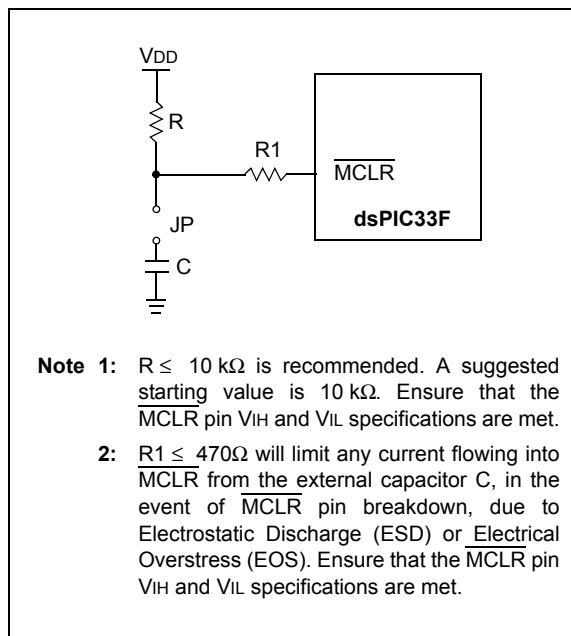 VDD
R
R1
MCLR
JP
dsPIC33F
C
Note 1: R ≤ 10 kΩ is recommended. A suggested
starting value is 10 kΩ. Ensure that the
MCLR pin VIH and VIL specifications are met.
2: R1 ≤ 470Ω will limit any current flowing into
MCLR from the external capacitor C, in the
event of MCLR pin breakdown, due to
Electrostatic Discharge (ESD) or Electrical
Overstress (EOS). Ensure that the MCLR pin
VIH and VIL specifications are met.